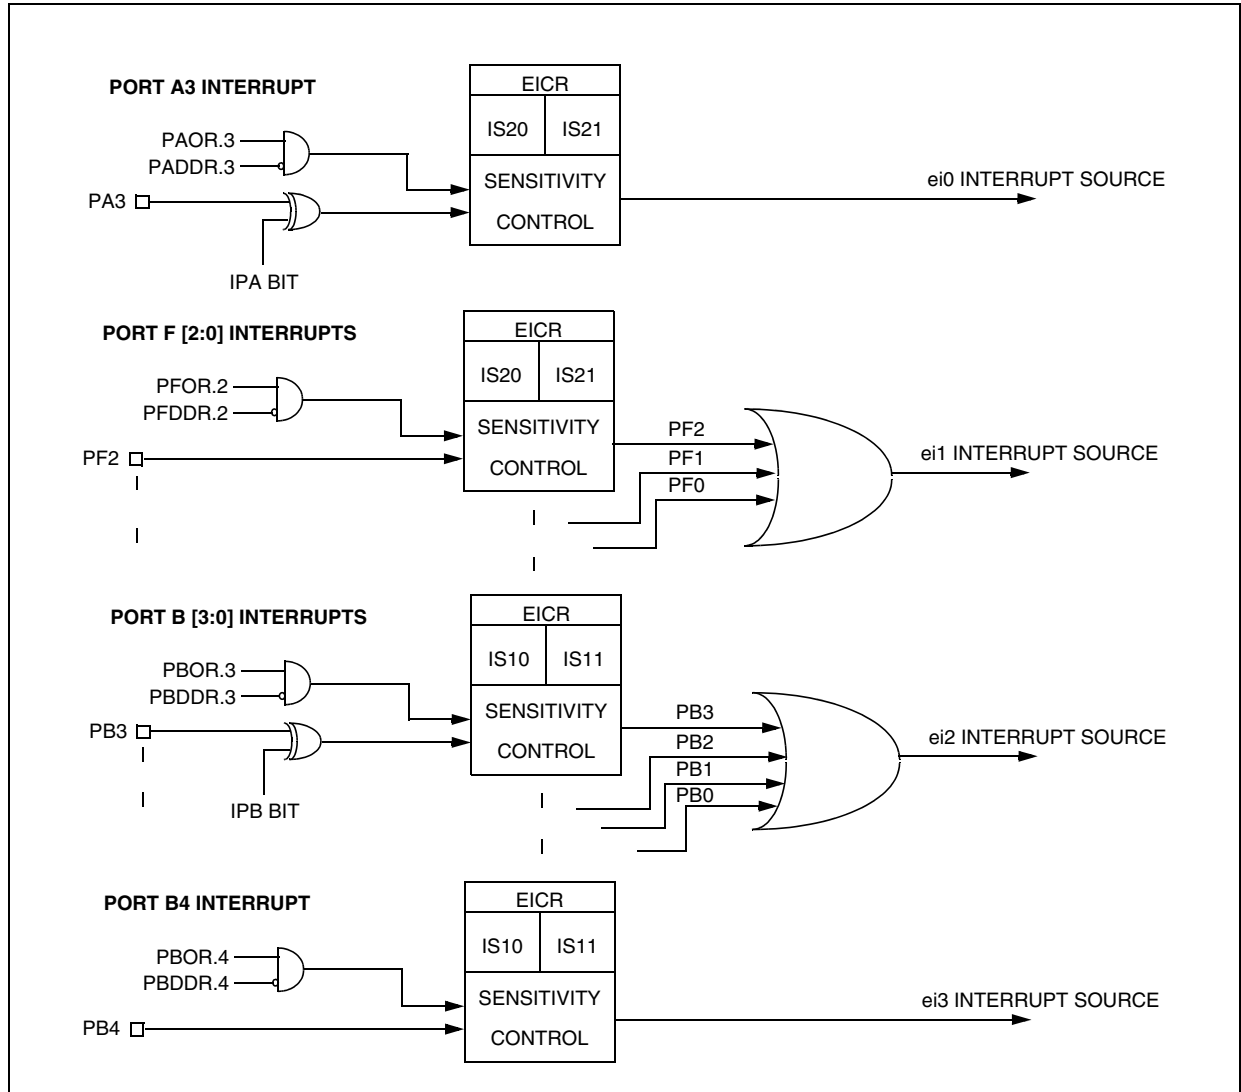 PORT A3 INTERRUPT
EICR
IS20 IS21
PAOR.3
PADDR.3
SENSITIVITY
CONTROL
PA3
IPA BIT
ei0 INTERRUPT SOURCE
PORT F [2:0] INTERRUPTS
EICR
IS20 IS21
PFOR.2
PFDDR.2
SENSITIVITY
CONTROL
PF2
PF2
PF1
PF0
ei1 INTERRUPT SOURCE
PORT B [3:0] INTERRUPTS
EICR
IS10 IS11
PBOR.3
PBDDR.3
SENSITIVITY
CONTROL
PB3
IPB BIT
PB3
PB2
PB1
PB0
ei2 INTERRUPT SOURCE
PORT B4 INTERRUPT
EICR
IS10 IS11
PBOR.4
PBDDR.4
SENSITIVITY
CONTROL
PB4
ei3 INTERRUPT SOURCE